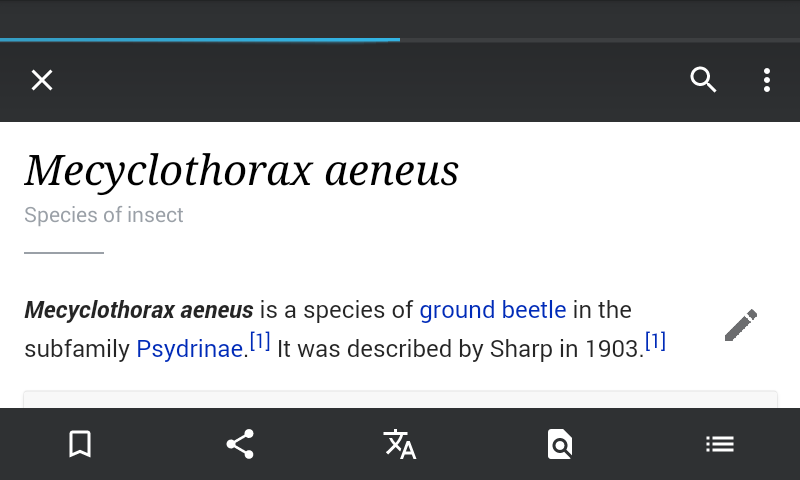 Mecyclothorax aeneus
Species of insect
Mecyclothorax aeneus is a species of ground beetle in the
subfamily Psydrinae.[1] It was described by Sharp in 1903.[1]